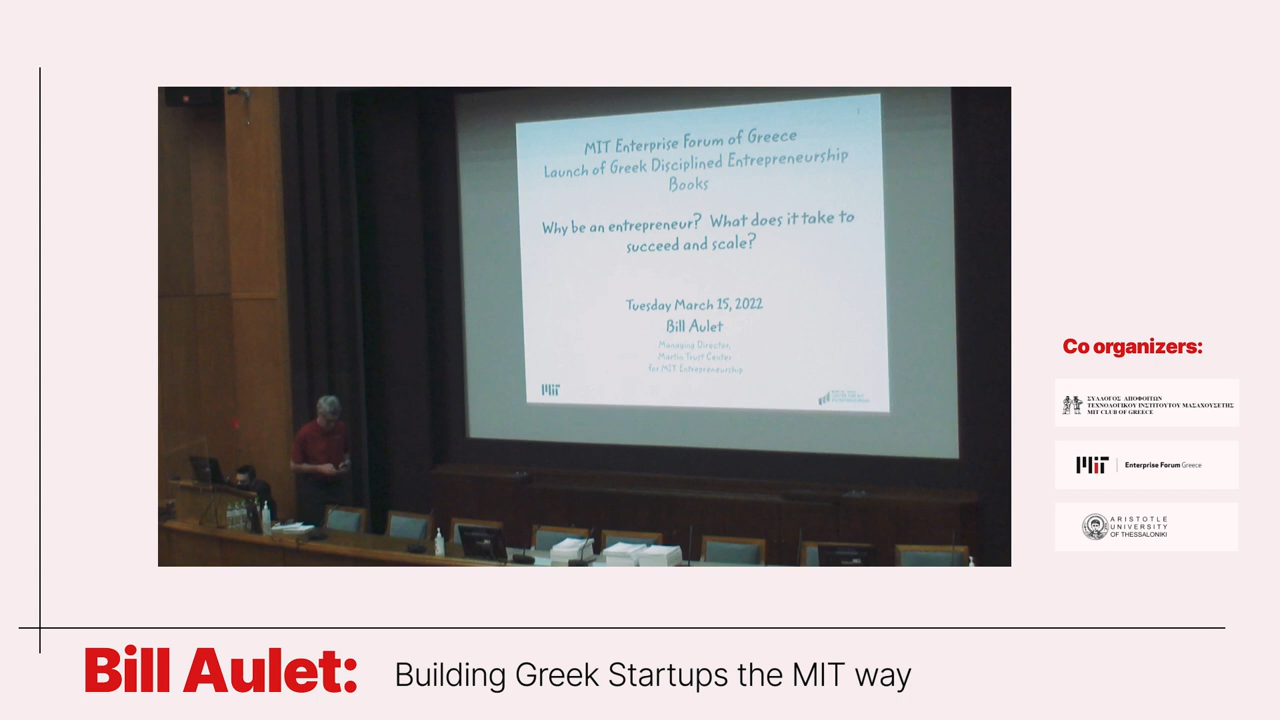 MIT Enterprise Forum of Greece
Launch of Greek Disciplined Entrepreneurship
Books
Why be an entrepreneur? What does it take to
succeed and scale?
Tuesday March 15, 2022
Bill Aulet
Managing Director,
Martin Trust Center
for MIT Entrepreneurship
MIT
Co organizers:
ΣΥΛΛΟΓΟΣ ΑΠΟΦΟΙΤΩΝ
ΤΕΧΝΟΛΟΓΙΚΟΥ ΙΝΣΤΙΤΟΥΤΟΥ ΜΑΣΑΧΟΥΣΕΤΗΣ
MIT CLUB OF GREECE
MIT Enterprise Forum Greece
ARISTOTLE
UNIVERSITY
OF THESSALONIKI
Bill Aulet: Building Greek Startups the MIT way